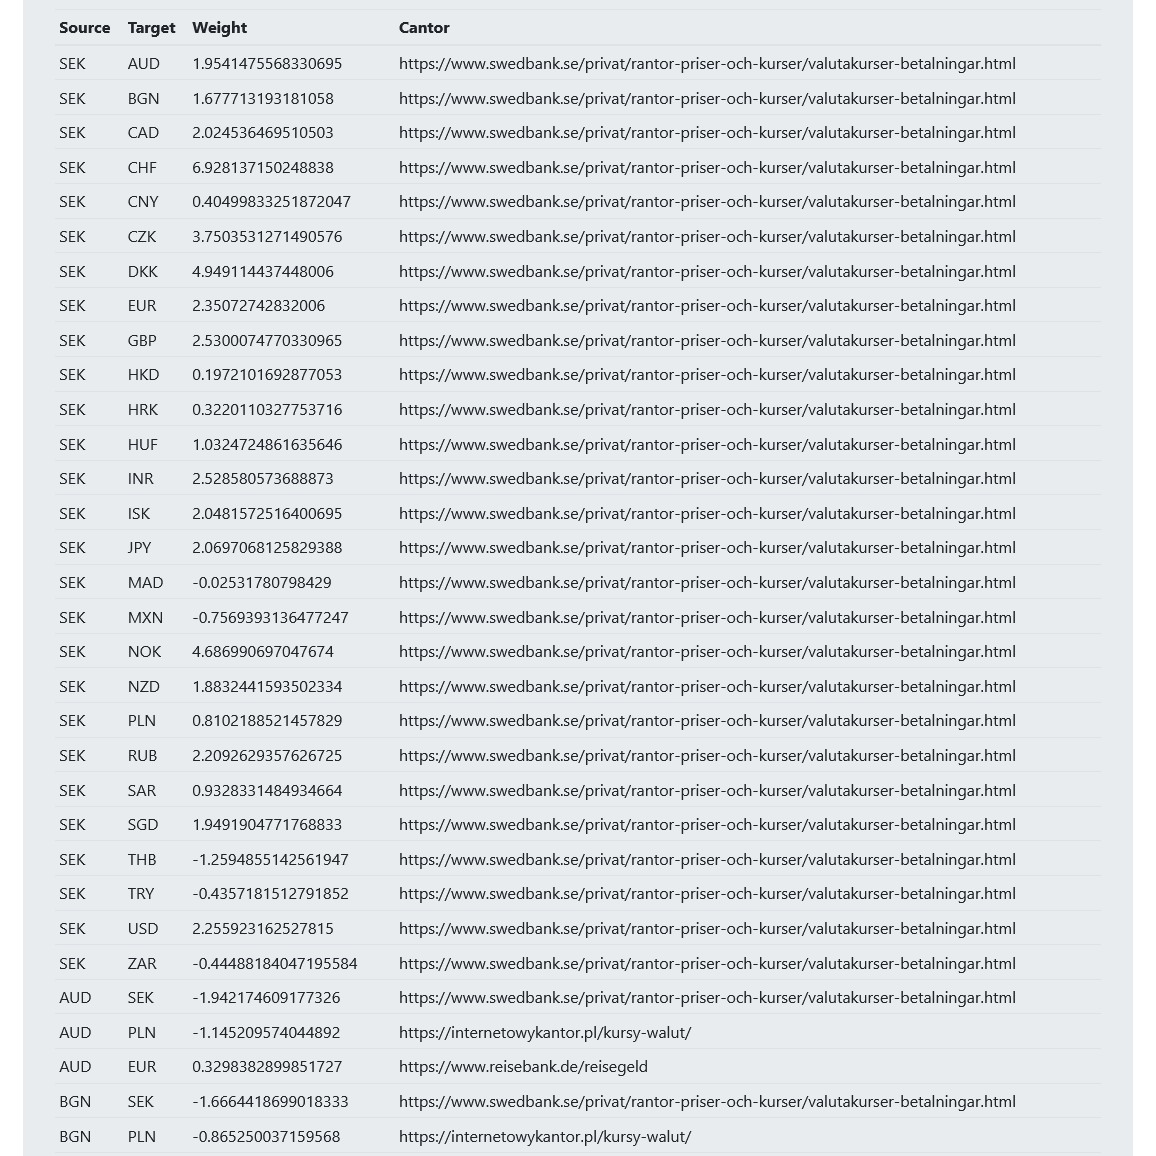 Source Target Weight Cantor
SEK AUD 1.9541475568330695 https://www.swedbank.se/privat/rantor-priser-och-kurser/valutakurser-betalningar.html
SEK BGN 1.677713193181058 https://www.swedbank.se/privat/rantor-priser-och-kurser/valutakurser-betalningar.html
SEK CAD 2.024536469510503 https://www.swedbank.se/privat/rantor-priser-och-kurser/valutakurser-betalningar.html
SEK CHF 6.928137150248838 https://www.swedbank.se/privat/rantor-priser-och-kurser/valutakurser-betalningar.html
SEK CNY 0.40499833251872047 https://www.swedbank.se/privat/rantor-priser-och-kurser/valutakurser-betalningar.html
SEK CZK 3.7503531271490576 https://www.swedbank.se/privat/rantor-priser-och-kurser/valutakurser-betalningar.html
SEK DKK 4.949114437448006 https://www.swedbank.se/privat/rantor-priser-och-kurser/valutakurser-betalningar.html
SEK EUR 2.35072742832006 https://www.swedbank.se/privat/rantor-priser-och-kurser/valutakurser-betalningar.html
SEK GBP 2.5300074770330965 https://www.swedbank.se/privat/rantor-priser-och-kurser/valutakurser-betalningar.html
SEK HKD 0.1972101692877053 https://www.swedbank.se/privat/rantor-priser-och-kurser/valutakurser-betalningar.html
SEK HRK 0.3220110327753716 https://www.swedbank.se/privat/rantor-priser-och-kurser/valutakurser-betalningar.html
SEK HUF 1.0324724861635646 https://www.swedbank.se/privat/rantor-priser-och-kurser/valutakurser-betalningar.html
SEK INR 2.528580573688873 https://www.swedbank.se/privat/rantor-priser-och-kurser/valutakurser-betalningar.html
SEK ISK 2.0481572516400695 https://www.swedbank.se/privat/rantor-priser-och-kurser/valutakurser-betalningar.html
SEK JPY 2.0697068125829388 https://www.swedbank.se/privat/rantor-priser-och-kurser/valutakurser-betalningar.html
SEK MAD -0.02531780798429 https://www.swedbank.se/privat/rantor-priser-och-kurser/valutakurser-betalningar.html
SEK MXN -0.7569393136477247 https://www.swedbank.se/privat/rantor-priser-och-kurser/valutakurser-betalningar.html
SEK NOK 4.686990697047674 https://www.swedbank.se/privat/rantor-priser-och-kurser/valutakurser-betalningar.html
SEK NZD 1.8832441593502334 https://www.swedbank.se/privat/rantor-priser-och-kurser/valutakurser-betalningar.html
SEK PLN 0.8102188521457829 https://www.swedbank.se/privat/rantor-priser-och-kurser/valutakurser-betalningar.html
SEK RUB 2.2092629357626725 https://www.swedbank.se/privat/rantor-priser-och-kurser/valutakurser-betalningar.html
SEK SAR 0.9328331484934664 https://www.swedbank.se/privat/rantor-priser-och-kurser/valutakurser-betalningar.html
SEK SGD 1.9491904771768833 https://www.swedbank.se/privat/rantor-priser-och-kurser/valutakurser-betalningar.html
SEK THB -1.2594855142561947 https://www.swedbank.se/privat/rantor-priser-och-kurser/valutakurser-betalningar.html
SEK TRY -0.4357181512791852 https://www.swedbank.se/privat/rantor-priser-och-kurser/valutakurser-betalningar.html
SEK USD 2.255923162527815 https://www.swedbank.se/privat/rantor-priser-och-kurser/valutakurser-betalningar.html
SEK ZAR -0.44488184047195584 https://www.swedbank.se/privat/rantor-priser-och-kurser/valutakurser-betalningar.html
AUD SEK -1.942174609177326 https://www.swedbank.se/privat/rantor-priser-och-kurser/valutakurser-betalningar.html
AUD PLN -1.145209574044892 https://internetowykantor.pl/kursy-walut/
AUD EUR 0.3298382899851727 https://www.reisebank.de/reisegeld
BGN SEK -1.6664418699018333 https://www.swedbank.se/privat/rantor-priser-och-kurser/valutakurser-betalningar.html
BGN PLN -0.865250037159568 https://internetowykantor.pl/kursy-walut/